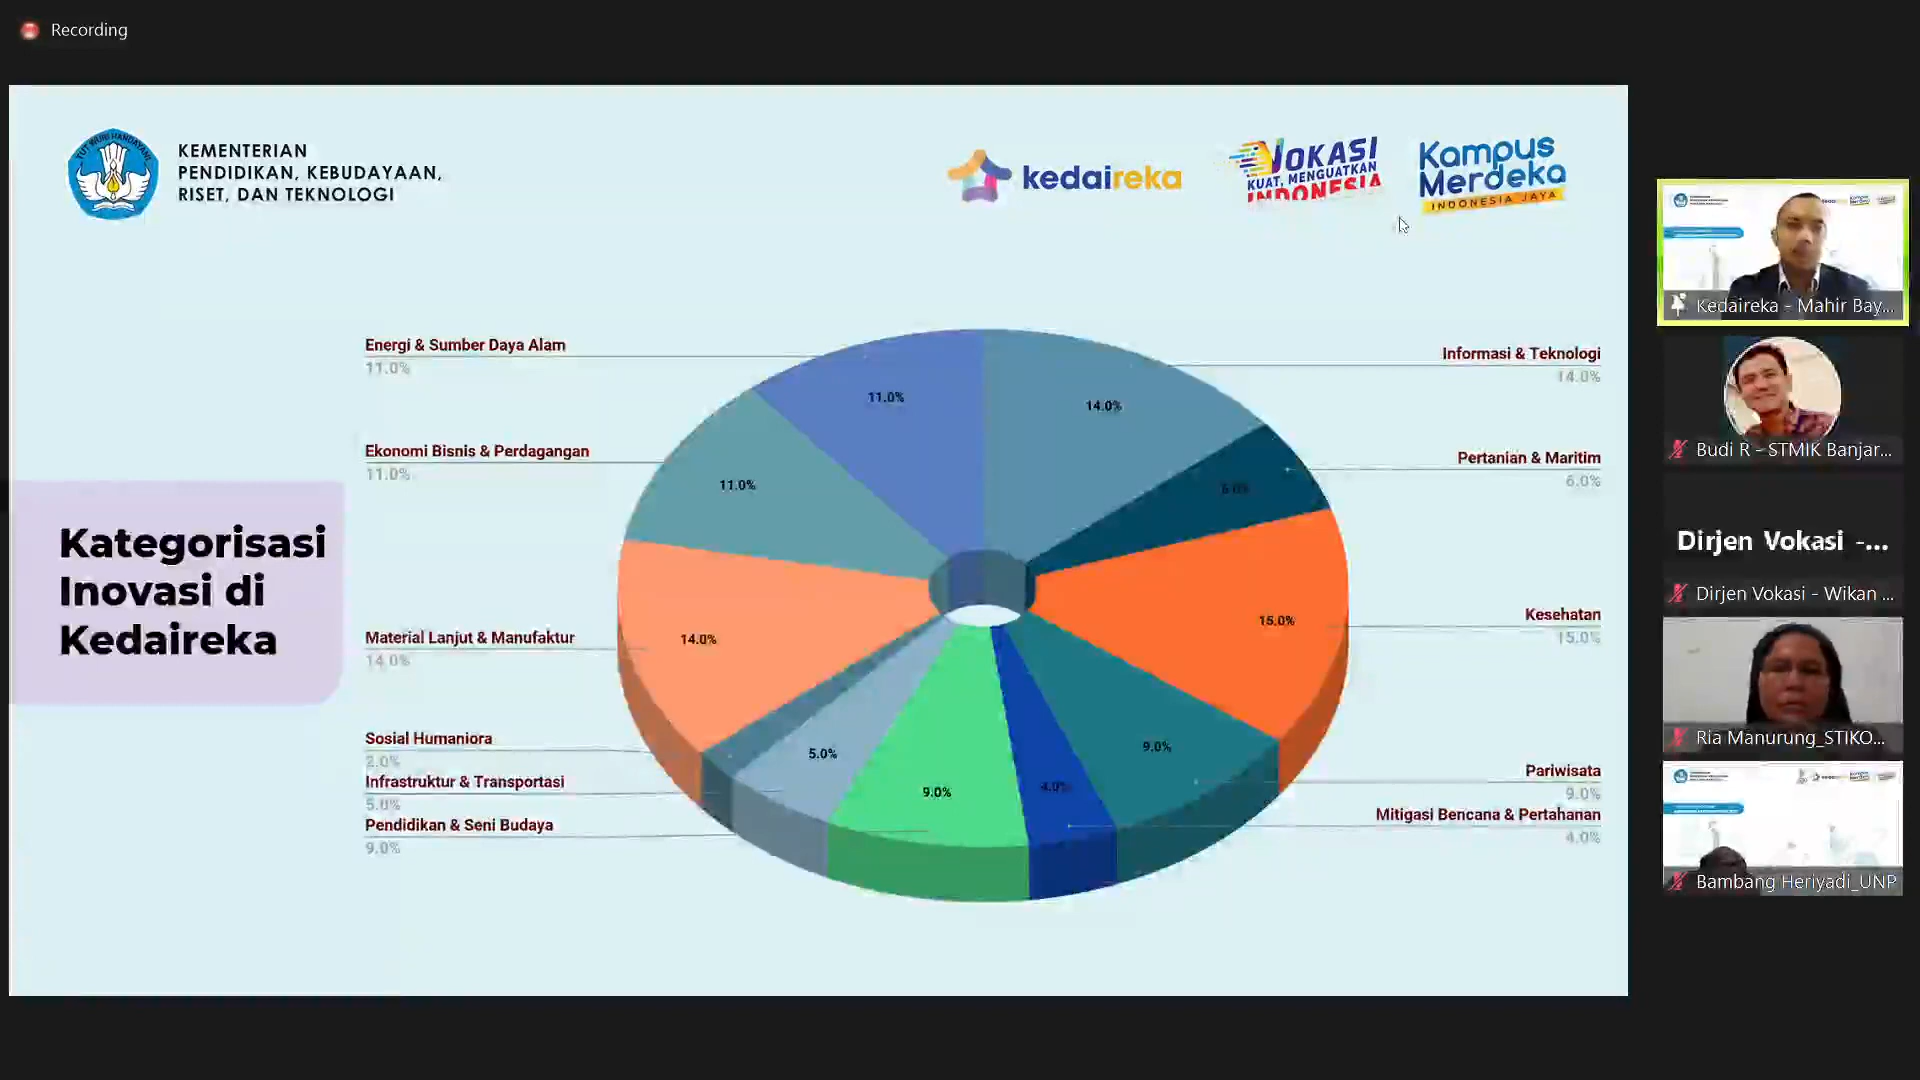 Recording
TUT WURI HANDAYANI
KEMENTERIAN
PENDIDIKAN, KEBUDAYAAN,
RISET, DAN TEKNOLOGI
kedaireka
VOKASI
KUAT, MENGUATKAN
INDONESIA
Kampus
Merdeka
INDONESIA JAYA
Kategorisasi
Inovasi di
Kedaireka
Energi & Sumber Daya Alam
11.0%
Ekonomi Bisnis & Perdagangan
11.0%
Material Lanjut & Manufaktur
14.0%
Sosial Humaniora
2.0%
Infrastruktur & Transportasi
5.0%
Pendidikan & Seni Budaya
9.0%
11.0%
14.0%
11.0%
6.0%
14.0%
15.0%
5.0%
9.0%
9.0%
4.0%
Informasi & Teknologi
14.0%
Pertanian & Maritim
6.0%
Kesehatan
15.0%
Pariwisata
9.0%
Mitigasi Bencana & Pertahanan
4.0%
Kedaireka - Mahir Bay...
Budi R - STMIK Banjar...
Dirjen Vokasi -...
Dirjen Vokasi - Wikan ...
Ria Manurung_STIKO...
Bambang Heriyadi_UNP